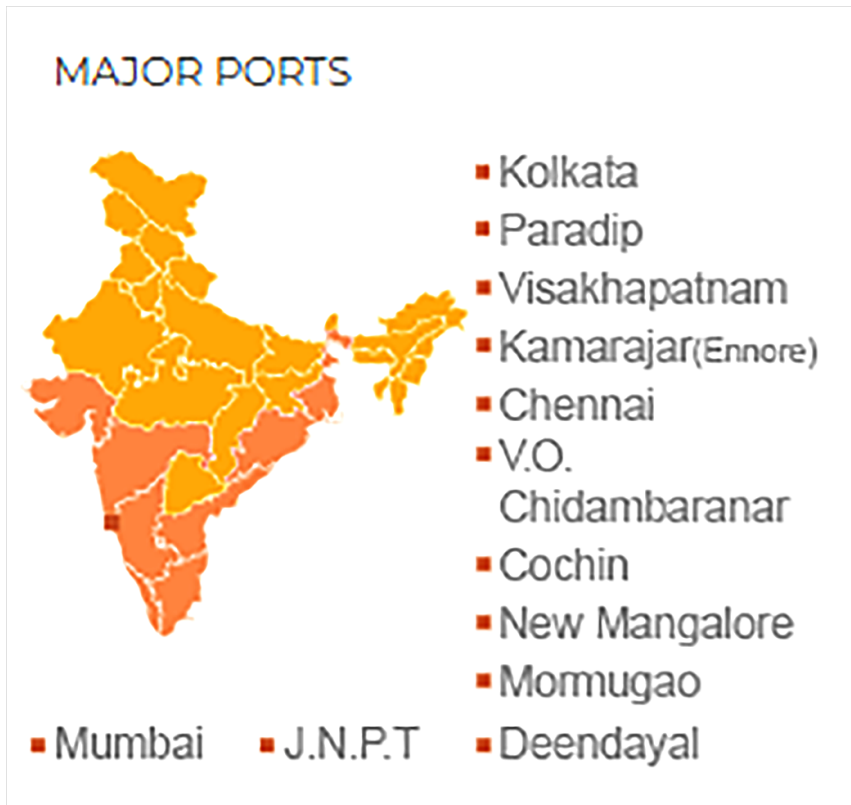 MAJOR PORTS
Kolkata
Paradip
Visakhapatnam
Kamarajar(Ennore)
Chennai
V.O.
Chidambaranar
Cochin
New Mangalore
Mormugao
Mumbai
J.N.P.T
Deendayal